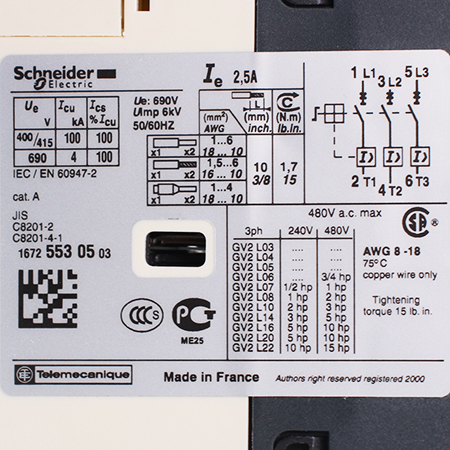 Schneider
Electric
Ie 2,5A
Ue V Icu kA Ics % Icu
400/415 100 100
690 4 100
IEC / EN 60947-2
cat. A
JIS
C8201-2
C8201-4-1
1672 553 05 03
Ue: 690V
Uimp 6kV
50/60HZ
(mm²) AWG L (mm) inch. C (N.m) lb.in.
x1 x2 1...6 18 ... 10
x1 x2 1,5...6 16 ... 10 10 3/8 1,7 15
x1 x2 1...4 18 ... 10
1 L1 3 L2 5 L3
2 T1 4 T2 6 T3
480V a.c. max
3ph 240V 480V
GV2 L03 .... ....
GV2 L04 .... ....
GV2 L05 .... ....
GV2 L06 .... 3/4 hp
GV2 L07 1/2 hp 1 hp
GV2 L08 1 hp 2 hp
GV2 L10 2 hp 3 hp
GV2 L14 3 hp 5 hp
GV2 L16 5 hp 10 hp
GV2 L20 5 hp 10 hp
GV2 L22 10 hp 15 hp
SA ®
AWG 8 -18
75°C
copper wire only
Tightening
torque 15 lb. in.
CCC S
ME25
Telemecanique
Made in France
Authors right reserved registered 2000